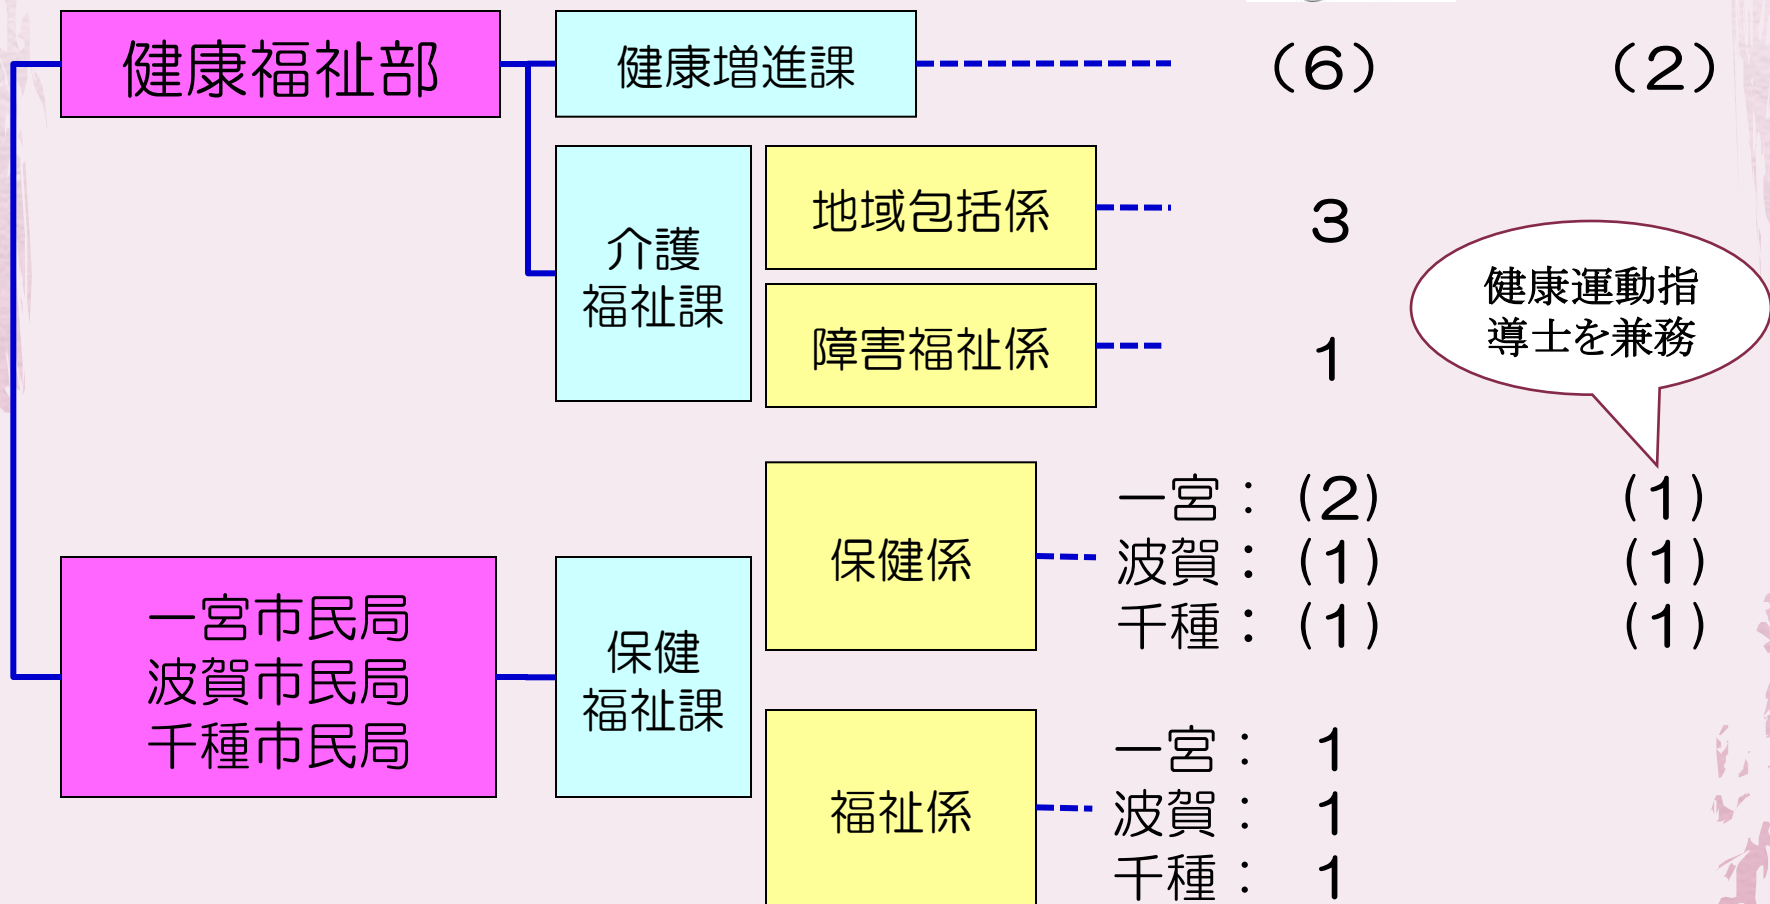 健康福祉部
健康増進課
（６）
（２）
介護
福祉課
地域包括係
３
障害福祉係
１
健康運動指
導士を兼務
一宮市民局
波賀市民局
千種市民局
保健
福祉課
保健係
一宮：（２）
（１）
波賀：（１）
（１）
千種：（１）
（１）
福祉係
一宮：　１
波賀：　１
千種：　１